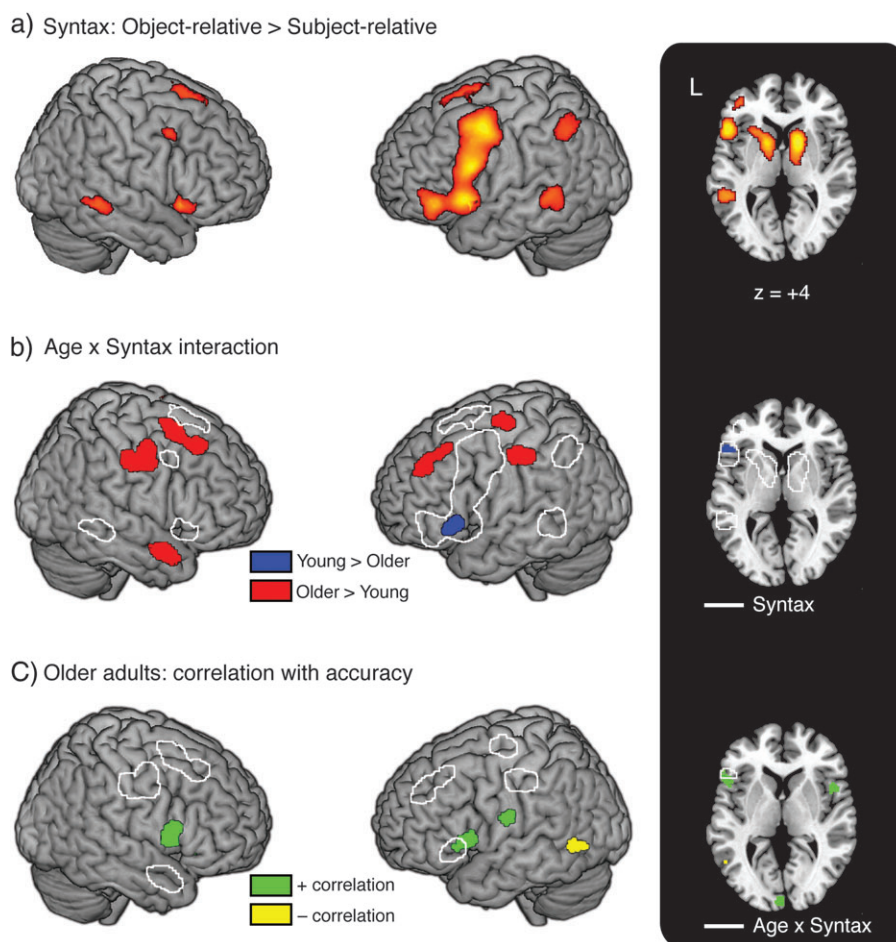 a) Syntax: Object-relative > Subject-relative
L
z = +4
b) Age x Syntax interaction
Young > Older
Older > Young
Syntax
C) Older adults: correlation with accuracy
+ correlation
– correlation
Age x Syntax